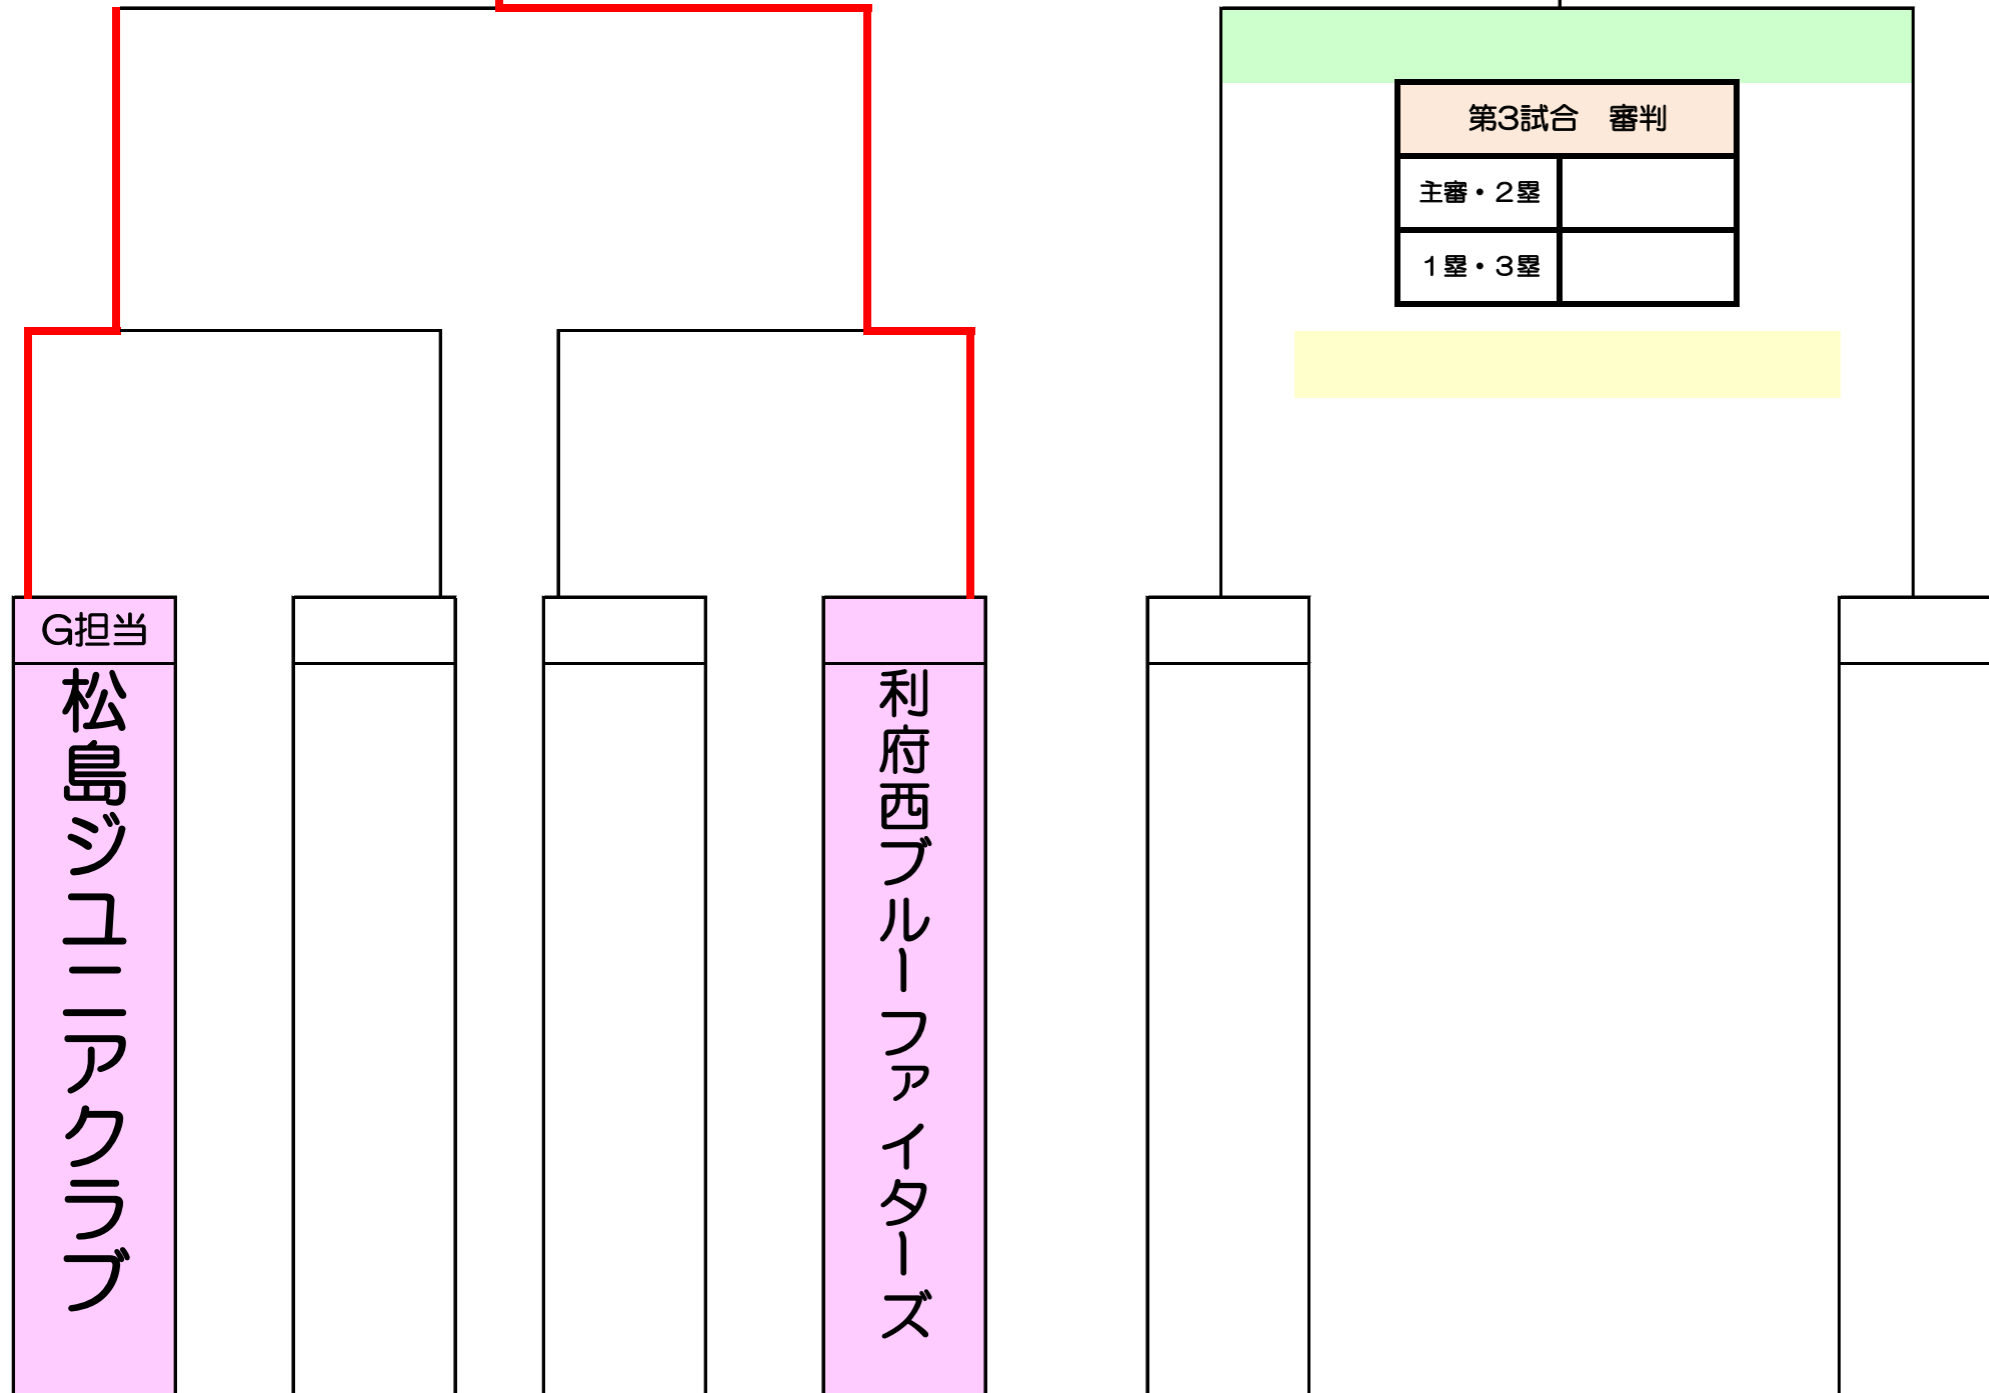 第3試合　審判
主審・２塁
１塁・３塁
G担当
松島ジュニアクラブ
利府西ブルーファイターズ